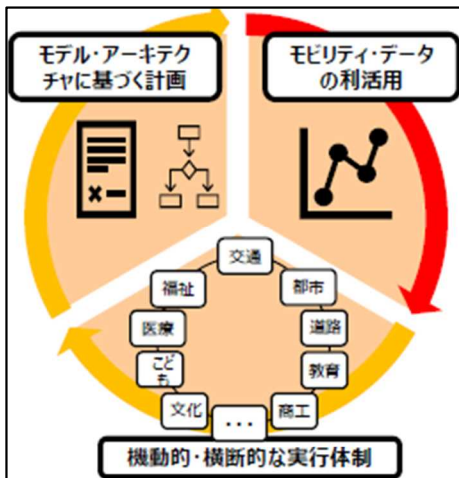 モデル・アーキテク
チャに基づく計画
モビリティ・データ
の利活用
交通
福祉
都市
医療
道路
こど
も
教育
文化
商工
・・・
機動的・横断的な実行体制